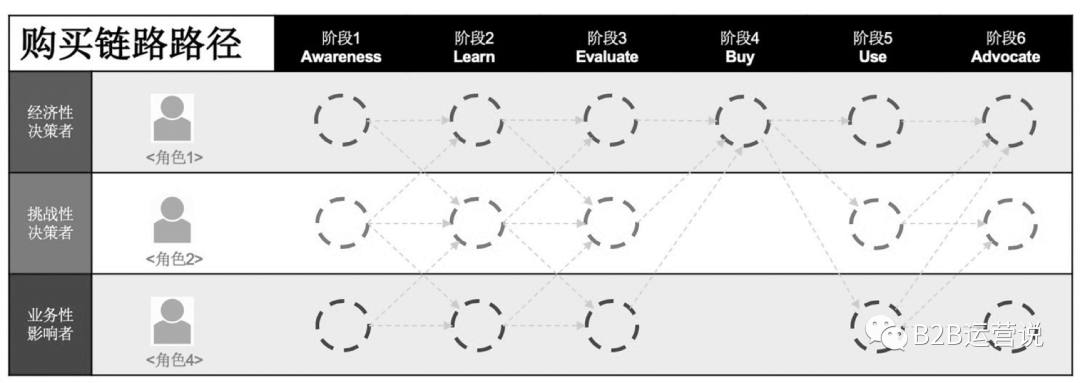 购买链路路径
阶段1
Awareness
阶段2
Learn
阶段3
Evaluate
阶段4
Buy
阶段5
Use
阶段6
Advocate
经济性
决策者
<角色1>
挑战性
决策者
<角色2>
业务性
影响者
<角色4>
B2B运营说